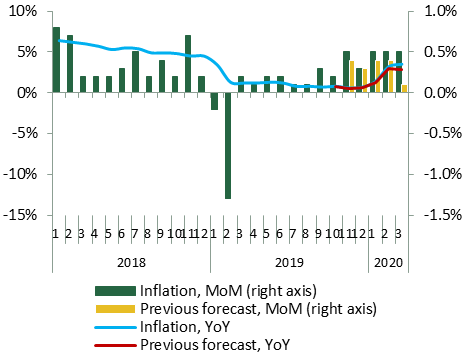 10% 1.0%
5% 0.5%
0% 0.0%
-5% -0.5%
-10% -1.0%
-15% -1.5%
1 2 3 4 5 6 7 8 9 10 11 12 1 2 3 4 5 6 7 8 9 10 11 12 1 2 3
2018 2019 2020
Inflation, MoM (right axis)
Previous forecast, MoM (right axis)
Inflation, YoY
Previous forecast, YoY